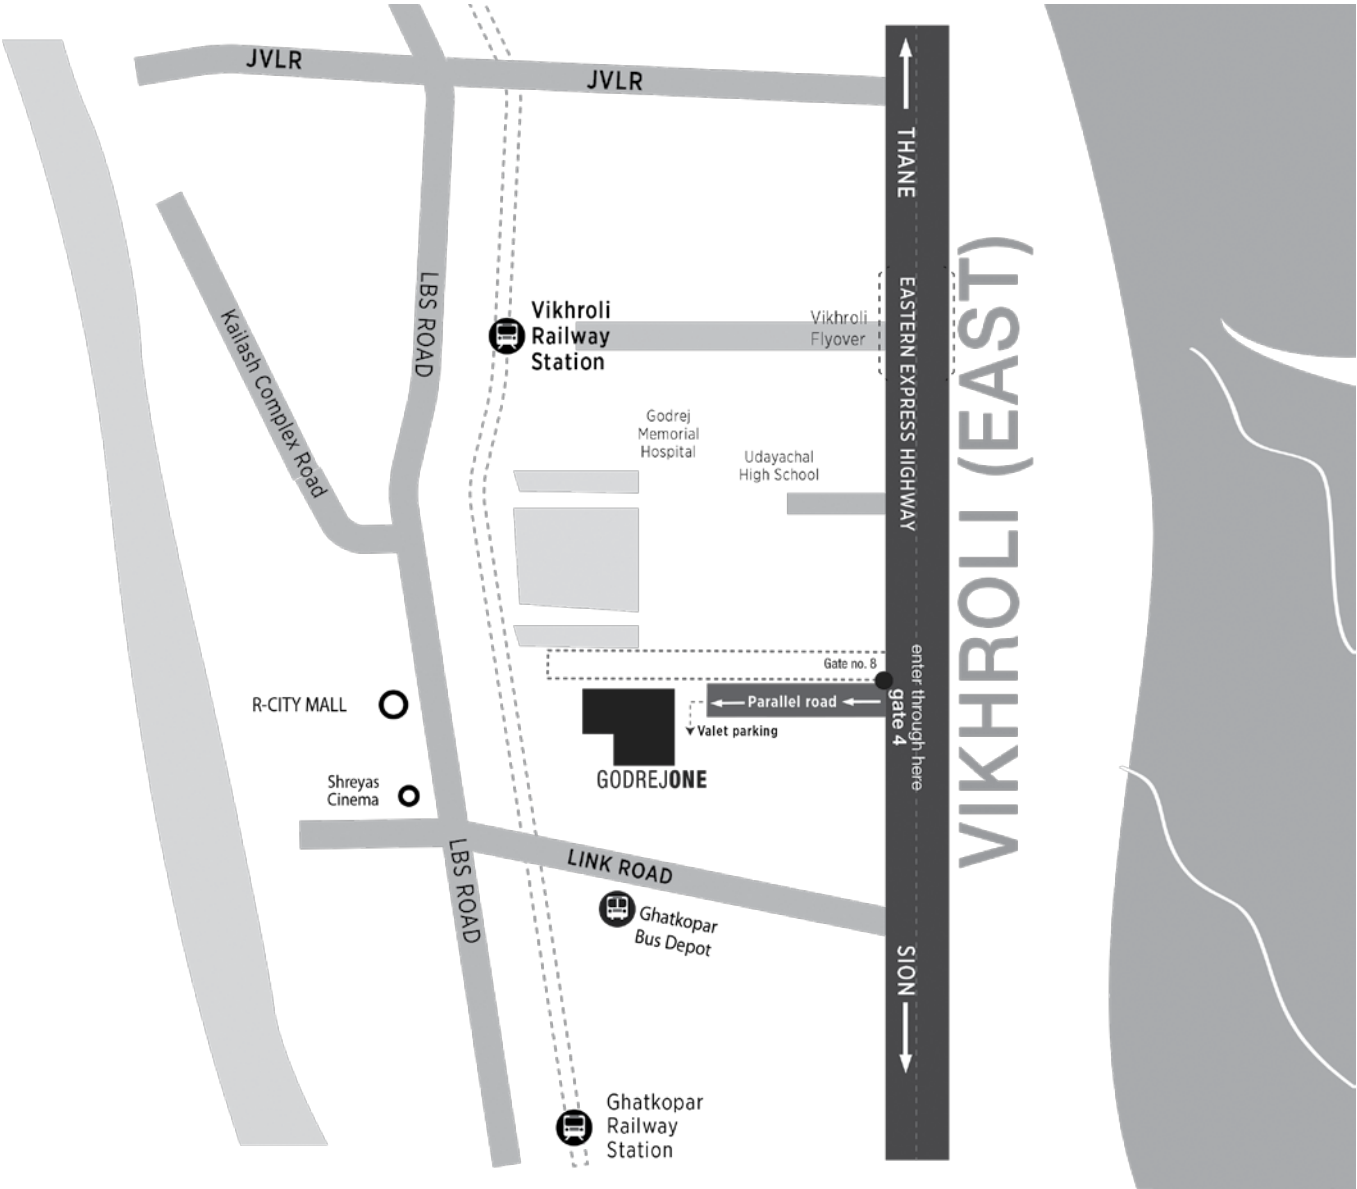 JVLR
JVLR
THANE
LBS ROAD
Kailash Complex Road
Vikhroli
Railway
Station
Vikhroli
Flyover
EASTERN EXPRESS HIGHWAY
VIKHROLI (EAST)
Godrej
Memorial
Hospital
Udayachal
High School
Gate no. 8
enter through here
gate 4
Parallel road
Valet parking
GODREJONE
R-CITY MALL
Shreyas
Cinema
LBS ROAD
LINK ROAD
Ghatkopar
Bus Depot
SION
Ghatkopar
Railway
Station